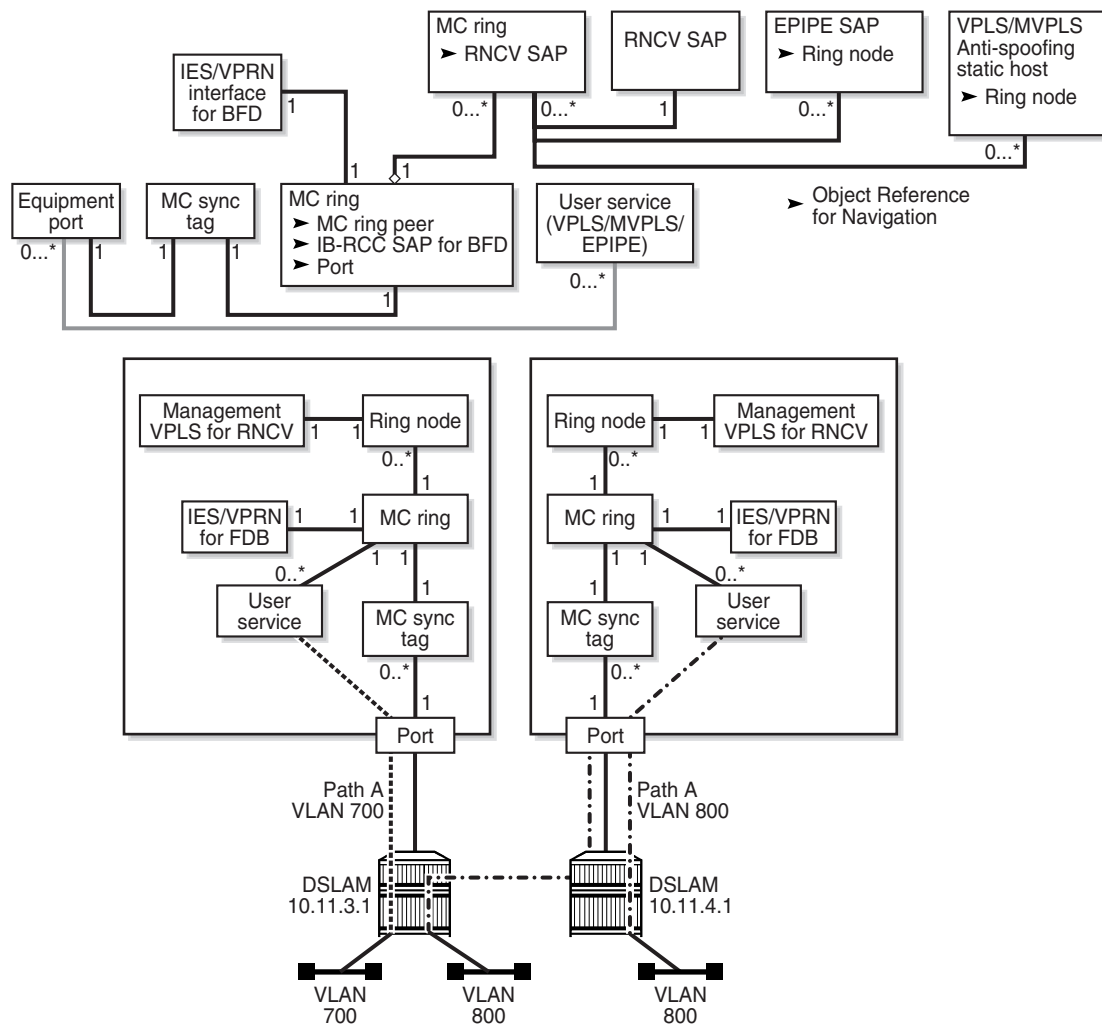 MC ring
➤ RNCV SAP
RNCV SAP
EPIPE SAP
➤ Ring node
VPLS/MVPLS
Anti-spoofing
static host
➤ Ring node
IES/VPRN
interface
for BFD
1
0...*
0...*
1
0...*
0...*
1
1
Equipment
port
MC sync
tag
MC ring
➤ MC ring peer
➤ IB-RCC SAP for BFD
➤ Port
User service
(VPLS/MVPLS/
EPIPE)
➤ Object Reference
for Navigation
0...*
1
1
1
1
0...*
Management
VPLS for RNCV
1
1
Ring node
0..*
1
IES/VPRN
for FDB
1
1
MC ring
1
1
0..*
User
service
1
MC sync
tag
0..*
1
Port
Ring node
1
1
Management
VPLS for RNCV
0..*
1
MC ring
1
1
IES/VPRN
for FDB
1
1
0..*
User
service
1
MC sync
tag
0..*
1
Port
Path A
VLAN 700
Path A
VLAN 800
DSLAM
10.11.3.1
DSLAM
10.11.4.1
VLAN
700
VLAN
800
VLAN
800